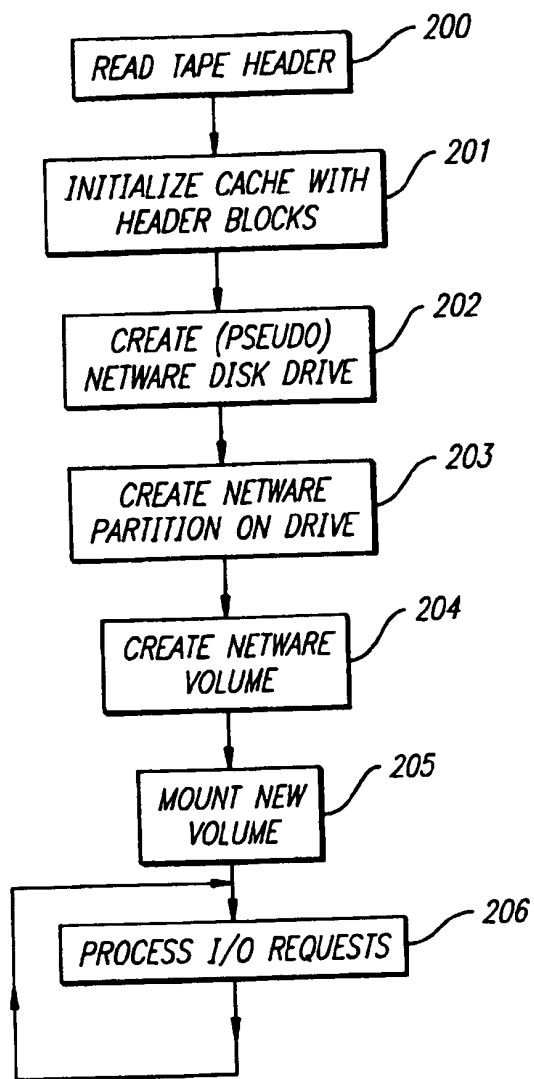 200
READ TAPE HEADER
201
INITIALIZE CACHE WITH
HEADER BLOCKS
202
CREATE (PSEUDO)
NETWARE DISK DRIVE
203
CREATE NETWARE
PARTITION ON DRIVE
204
CREATE NETWARE
VOLUME
205
MOUNT NEW
VOLUME
206
PROCESS I/O REQUESTS